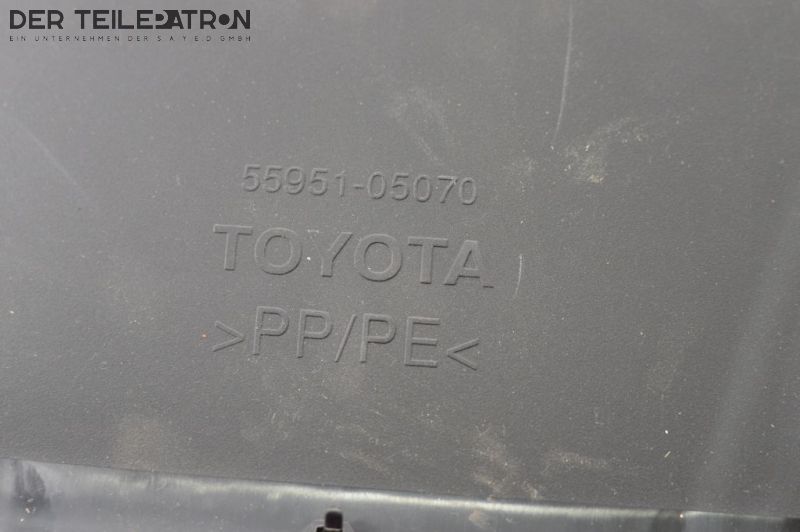 DER TEILEPATRON
EIN UNTERNEHMEN DER S.A.Y.E.D. GMBH
55951-05070
TOYOTA
>PP/PE<